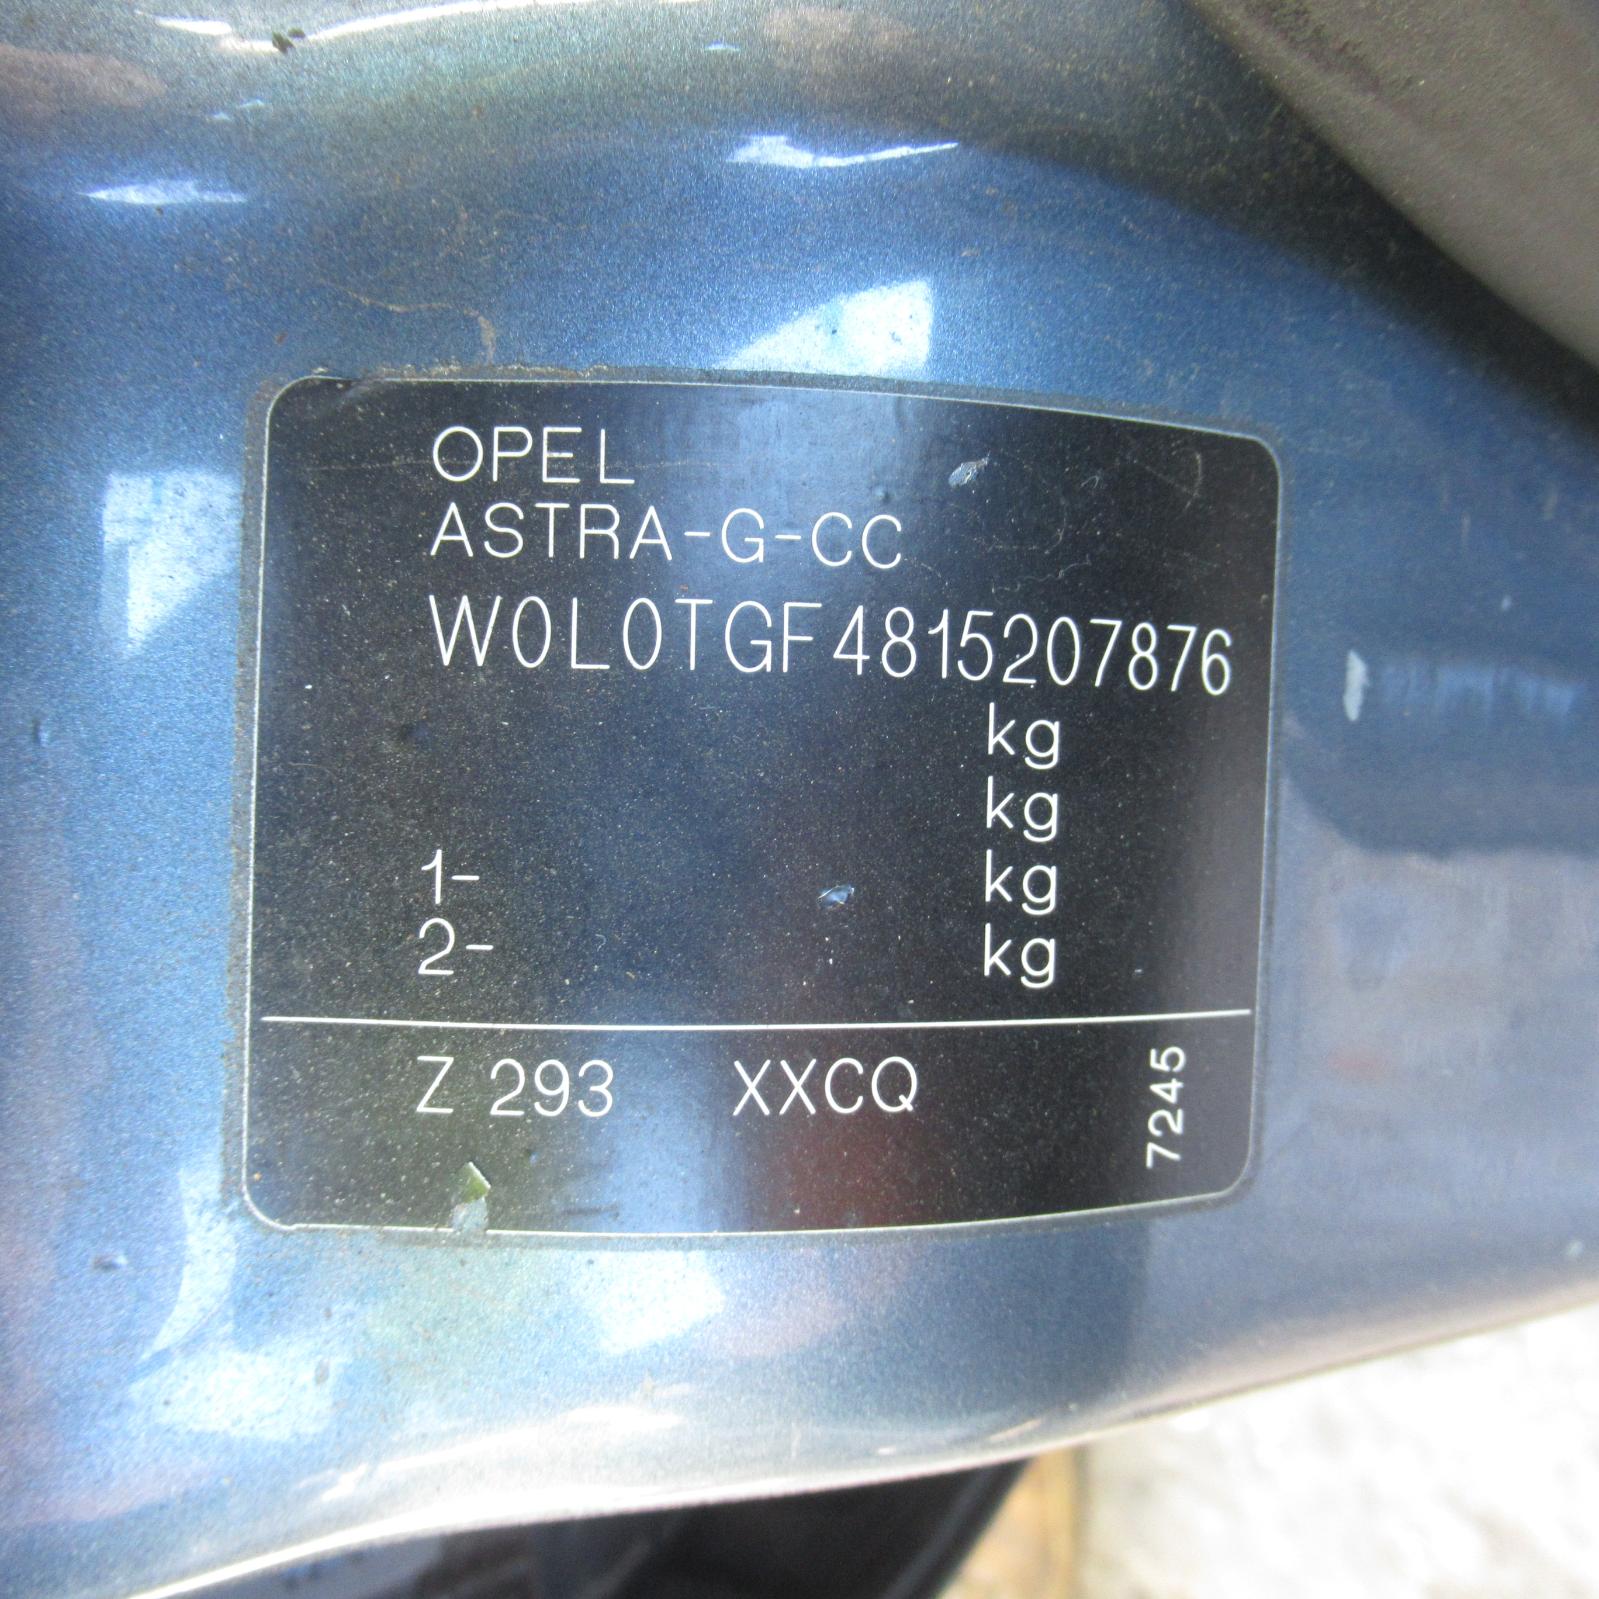 OPEL
ASTRA-G-CC
W0L0TGF4815207876
kg
kg
1- kg
2- kg
Z 293 XXCQ
7245